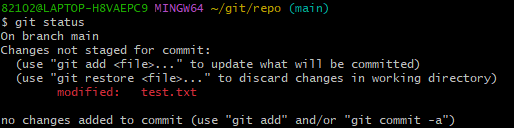 82102@LAPTOP-H8VAEPC9 MINGW64 ~/git/repo (main)
$ git status
On branch main
Changes not staged for commit:
  (use "git add <file>..." to update what will be committed)
  (use "git restore <file>..." to discard changes in working directory)
        modified:   test.txt

no changes added to commit (use "git add" and/or "git commit -a")